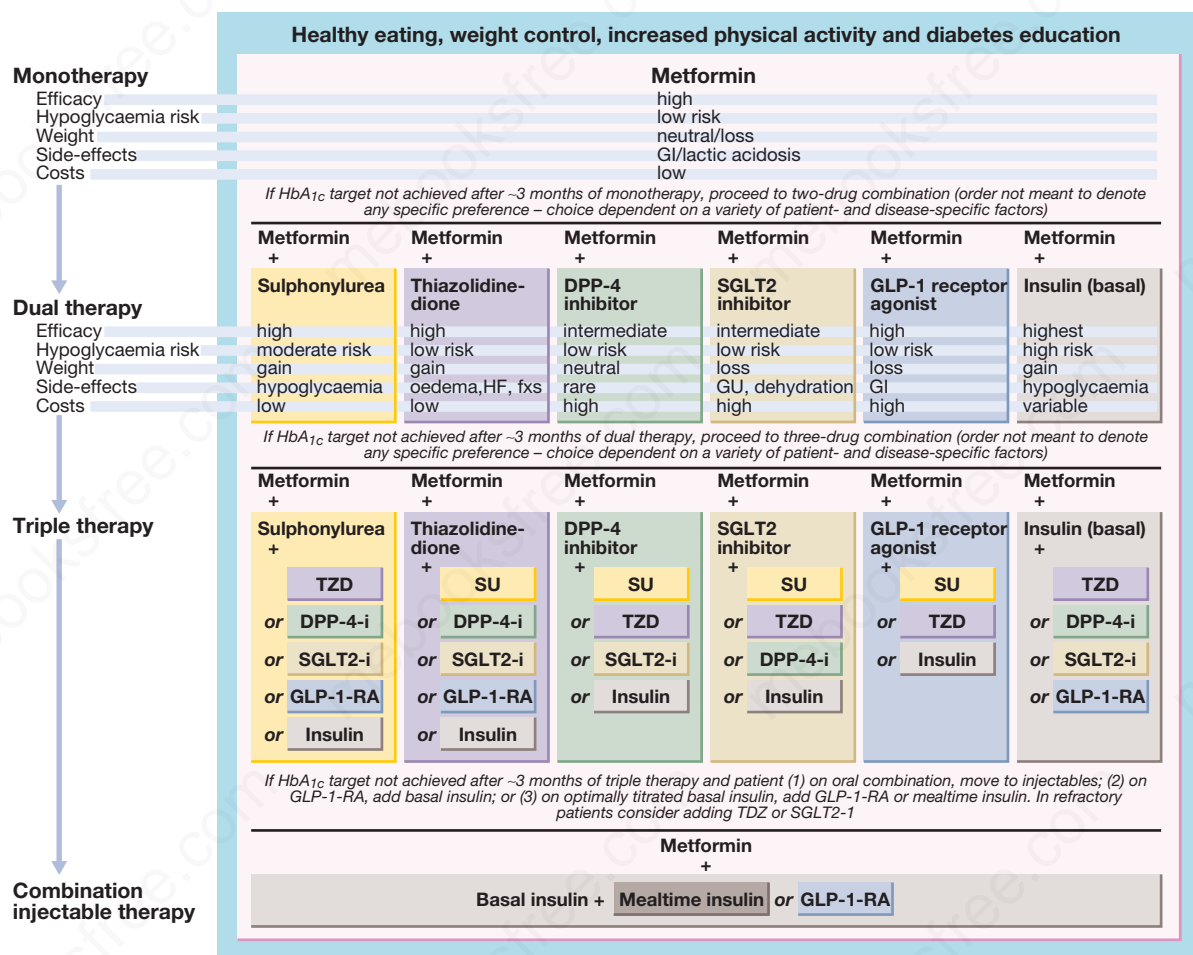 Healthy eating, weight control, increased physical activity and diabetes education
Monotherapy Metformin
Efficacy high
Hypoglycaemia risk low risk
Weight neutral/loss
Side-effects GI/lactic acidosis
Costs low
If HbA1c target not achieved after ~3 months of monotherapy, proceed to two-drug combination (order not meant to denote
any specific preference – choice dependent on a variety of patient- and disease-specific factors)
Metformin Metformin Metformin Metformin Metformin Metformin
+ + + + + +
Sulphonylurea Thiazolidine- DPP-4 SGLT2 GLP-1 receptor Insulin (basal)
dione inhibitor inhibitor agonist
Dual therapy
Efficacy high high intermediate intermediate high highest
Hypoglycaemia risk moderate risk low risk low risk low risk low risk high risk
Weight gain gain neutral loss loss gain
Side-effects hypoglycaemia oedema,HF, fxs rare GU, dehydration GI hypoglycaemia
Costs low low high high high variable
If HbA1c target not achieved after ~3 months of dual therapy, proceed to three-drug combination (order not meant to denote
any specific preference – choice dependent on a variety of patient- and disease-specific factors)
Metformin Metformin Metformin Metformin Metformin Metformin
+ + + + + +
Triple therapy Sulphonylurea Thiazolidine- DPP-4 SGLT2 GLP-1 receptor Insulin (basal)
+ dione inhibitor inhibitor agonist +
+ + + +
TZD SU SU SU SU TZD
or DPP-4-i or DPP-4-i or TZD or TZD or TZD or DPP-4-i
or SGLT2-i or SGLT2-i or SGLT2-i or DPP-4-i or Insulin or SGLT2-i
or GLP-1-RA or GLP-1-RA or Insulin or Insulin or GLP-1-RA
or Insulin or Insulin
If HbA1c target not achieved after ~3 months of triple therapy and patient (1) on oral combination, move to injectables; (2) on
GLP-1-RA, add basal insulin; or (3) on optimally titrated basal insulin, add GLP-1-RA or mealtime insulin. In refractory
patients consider adding TDZ or SGLT2-1
Metformin
+
Combination
injectable therapy
Basal insulin + Mealtime insulin or GLP-1-RA
mebooksfree.com